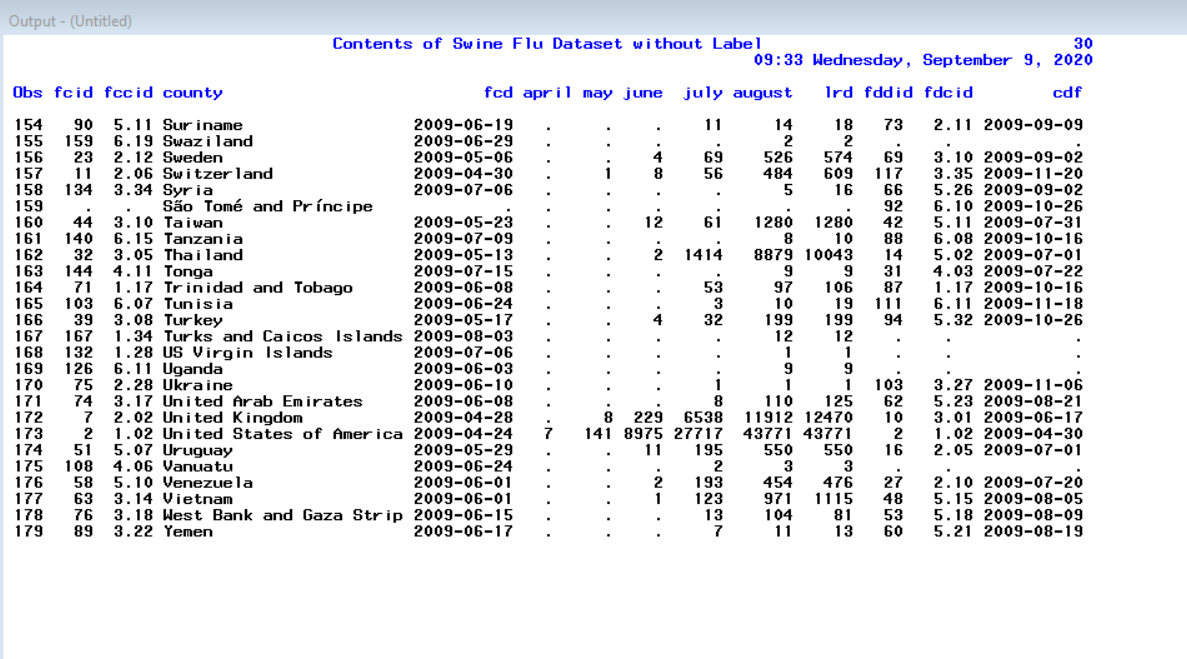 Output - (Untitled)
Contents of Swine Flu Dataset without Label 30
09:33 Wednesday, September 9, 2020
Obs fcid fccid county fcd april may june july august lrd fddid fdcid cdf
154 90 5.11 Suriname 2009-06-19 . . . 11 14 18 73 2.11 2009-09-09
155 159 6.19 Swaziland 2009-06-29 . . . . 2 2 . . .
156 23 2.12 Sweden 2009-05-06 . . 4 69 526 574 69 3.10 2009-09-02
157 11 2.06 Switzerland 2009-04-30 . 1 8 56 484 609 117 3.35 2009-11-20
158 134 3.34 Syria 2009-07-06 . . . . 5 16 66 5.26 2009-09-02
159 . . São Tomé and Príncipe . . . . . . . 92 6.10 2009-10-26
160 44 3.10 Taiwan 2009-05-23 . . 12 61 1280 1280 42 5.11 2009-07-31
161 140 6.15 Tanzania 2009-07-09 . . . . 8 10 88 6.08 2009-10-16
162 32 3.05 Thailand 2009-05-13 . . 2 1414 8879 10043 14 5.02 2009-07-01
163 144 4.11 Tonga 2009-07-15 . . . . 9 9 31 4.03 2009-07-22
164 71 1.17 Trinidad and Tobago 2009-06-08 . . . 53 97 106 87 1.17 2009-10-16
165 103 6.07 Tunisia 2009-06-24 . . . 3 10 19 111 6.11 2009-11-18
166 39 3.08 Turkey 2009-05-17 . . 4 32 199 199 94 5.32 2009-10-26
167 167 1.34 Turks and Caicos Islands 2009-08-03 . . . . 12 12 . . .
168 132 1.28 US Virgin Islands 2009-07-06 . . . . 1 1 . . .
169 126 6.11 Uganda 2009-06-03 . . . . 9 9 . . .
170 75 2.28 Ukraine 2009-06-10 . . . 1 1 1 103 3.27 2009-11-06
171 74 3.17 United Arab Emirates 2009-06-08 . . . 8 110 125 62 5.23 2009-08-21
172 7 2.02 United Kingdom 2009-04-28 . 8 229 6538 11912 12470 10 3.01 2009-06-17
173 2 1.02 United States of America 2009-04-24 7 141 8975 27717 43771 43771 2 1.02 2009-04-30
174 51 5.07 Uruguay 2009-05-29 . . 11 195 550 550 16 2.05 2009-07-01
175 108 4.06 Vanuatu 2009-06-24 . . . 2 3 3 . . .
176 58 5.10 Venezuela 2009-06-01 . . 2 193 454 476 27 2.10 2009-07-20
177 63 3.14 Vietnam 2009-06-01 . . 1 123 971 1115 48 5.15 2009-08-05
178 76 3.18 West Bank and Gaza Strip 2009-06-15 . . . 13 104 81 53 5.18 2009-08-09
179 89 3.22 Yemen 2009-06-17 . . . 7 11 13 60 5.21 2009-08-19